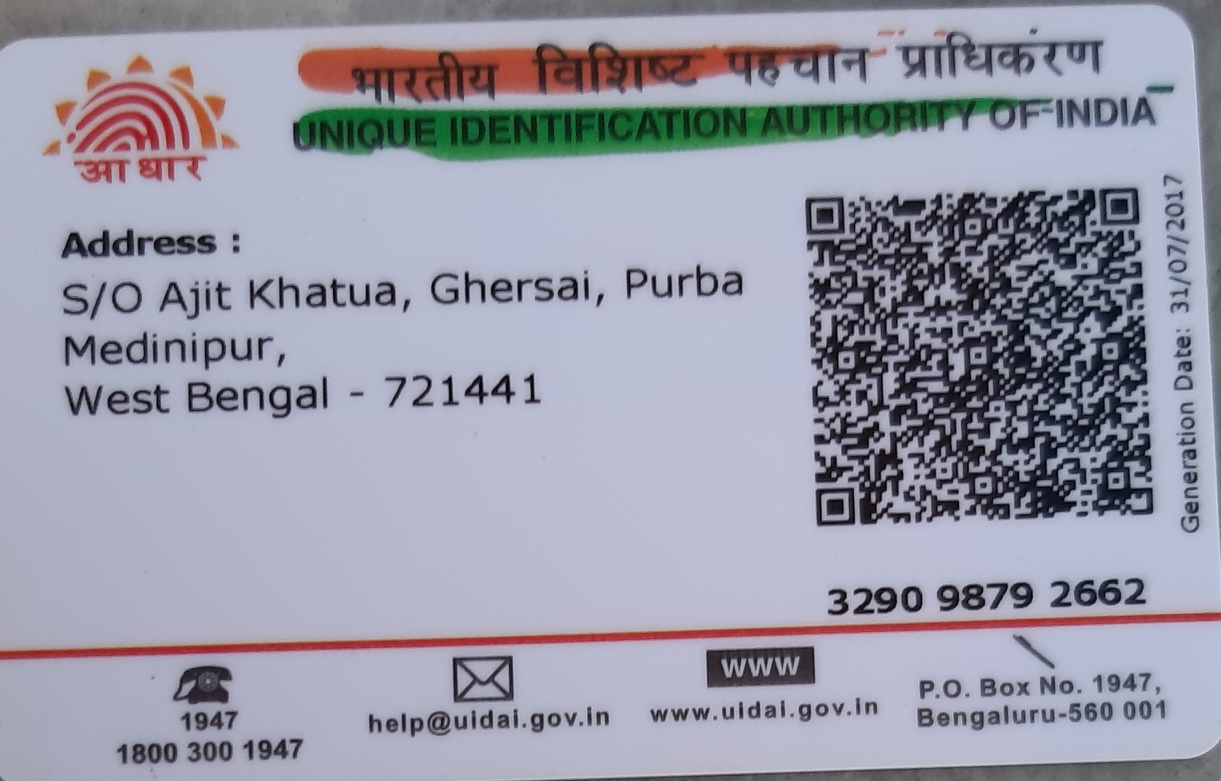 भारतीय विशिष्ट पहचान प्राधिकरण
UNIQUE IDENTIFICATION AUTHORITY OF INDIA
आधार
Address :
S/O Ajit Khatua, Ghersai, Purba
Medinipur,
West Bengal - 721441
Generation Date: 31/07/2017
3290 9879 2662
1947
1800 300 1947
help@uidai.gov.in
WWW
www.uidai.gov.in
P.O. Box No. 1947,
Bengaluru-560 001